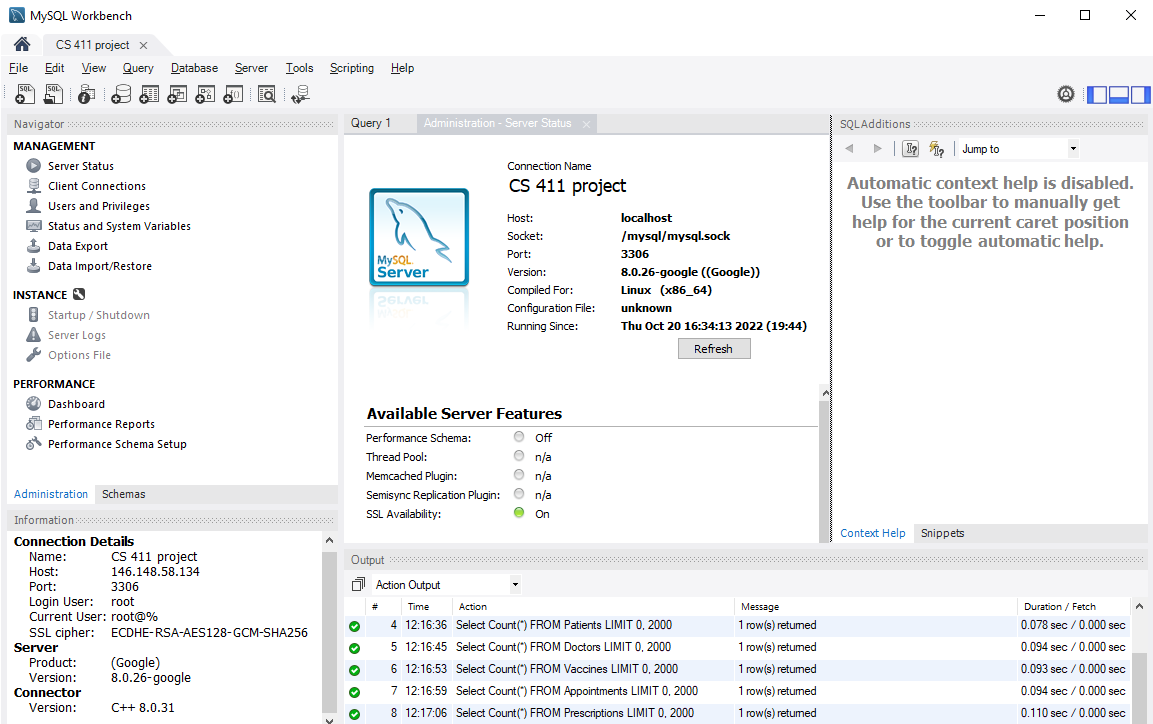 MySQL Workbench
CS 411 project
File Edit View Query Database Server Tools Scripting Help
Navigator
MANAGEMENT
Server Status
Client Connections
Users and Privileges
Status and System Variables
Data Export
Data Import/Restore
INSTANCE
Startup / Shutdown
Server Logs
Options File
PERFORMANCE
Dashboard
Performance Reports
Performance Schema Setup
Administration Schemas
Information
Connection Details
Name: CS 411 project
Host: 146.148.58.134
Port: 3306
Login User: root
Current User: root@%
SSL cipher: ECDHE-RSA-AES128-GCM-SHA256
Server
Product: (Google)
Version: 8.0.26-google
Connector
Version: C++ 8.0.31
Query 1 Administration - Server Status
MySQL
Server
Connection Name
CS 411 project
Host: localhost
Socket: /mysql/mysql.sock
Port: 3306
Version: 8.0.26-google ((Google))
Compiled For: Linux (x86_64)
Configuration File: unknown
Running Since: Thu Oct 20 16:34:13 2022 (19:44)
Refresh
Available Server Features
Performance Schema: Off
Thread Pool: n/a
Memcached Plugin: n/a
Semisync Replication Plugin: n/a
SSL Availability: On
SQLAdditions
Jump to
Automatic context help is disabled.
Use the toolbar to manually get
help for the current caret position
or to toggle automatic help.
Context Help Snippets
Output
Action Output
# Time Action Message Duration / Fetch
4 12:16:36 Select Count(*) FROM Patients LIMIT 0, 2000 1 row(s) returned 0.078 sec / 0.000 sec
5 12:16:45 Select Count(*) FROM Doctors LIMIT 0, 2000 1 row(s) returned 0.094 sec / 0.000 sec
6 12:16:53 Select Count(*) FROM Vaccines LIMIT 0, 2000 1 row(s) returned 0.093 sec / 0.000 sec
7 12:16:59 Select Count(*) FROM Appointments LIMIT 0, 2000 1 row(s) returned 0.094 sec / 0.000 sec
8 12:17:06 Select Count(*) FROM Prescriptions LIMIT 0, 2000 1 row(s) returned 0.110 sec / 0.000 sec